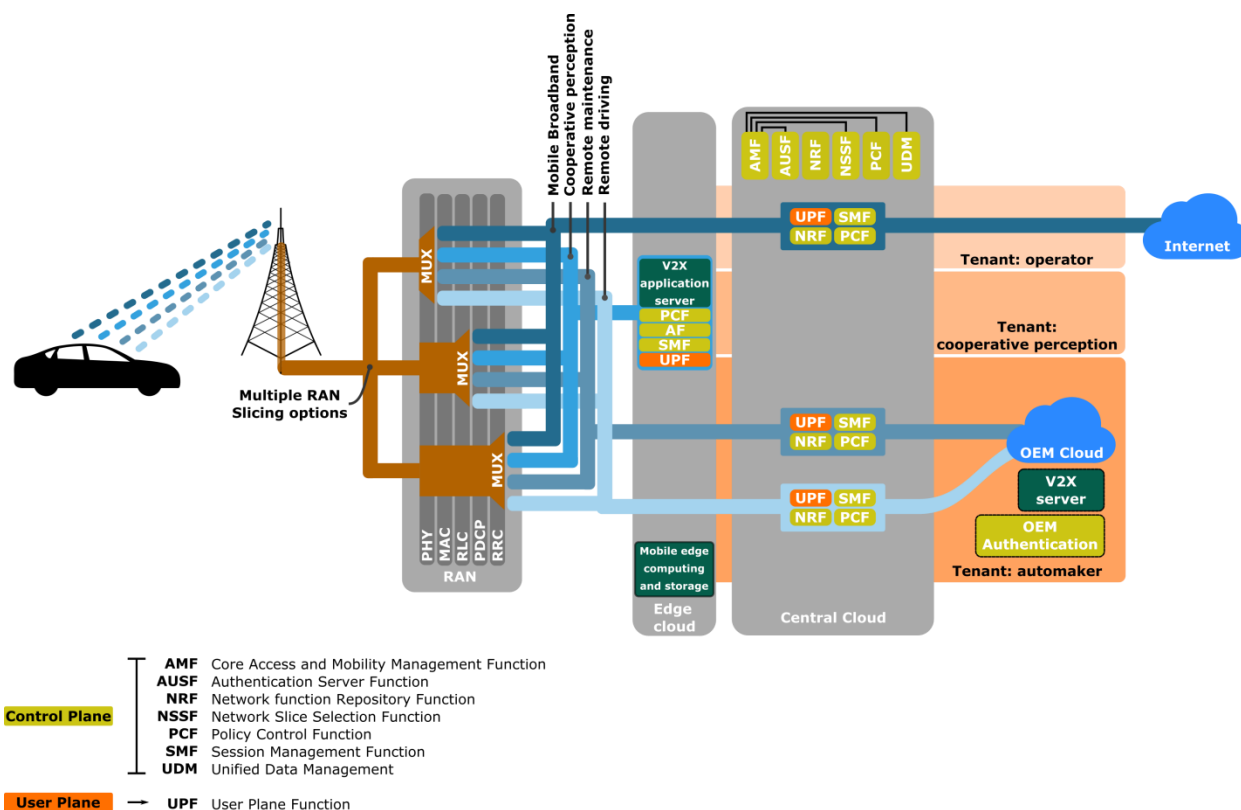 Mobile Broadband
Cooperative perception
Remote maintenance
Remote driving
AMF
AUSF
NRF
NSSF
PCF
UDM
UPF
SMF
NRF
PCF
Internet
Tenant: operator
MUX
V2X
application
server
PCF
AF
SMF
UPF
Tenant:
cooperative perception
Multiple RAN
Slicing options
MUX
UPF
SMF
NRF
PCF
OEM Cloud
MUX
V2X
server
UPF
SMF
NRF
PCF
OEM
Authentication
Tenant: automaker
PHY
MAC
RLC
PDCP
RRC
RAN
Mobile edge
computing
and storage
Edge
cloud
Central Cloud
Control Plane
AMF Core Access and Mobility Management Function
AUSF Authentication Server Function
NRF Network function Repository Function
NSSF Network Slice Selection Function
PCF Policy Control Function
SMF Session Management Function
UDM Unified Data Management
User Plane → UPF User Plane Function